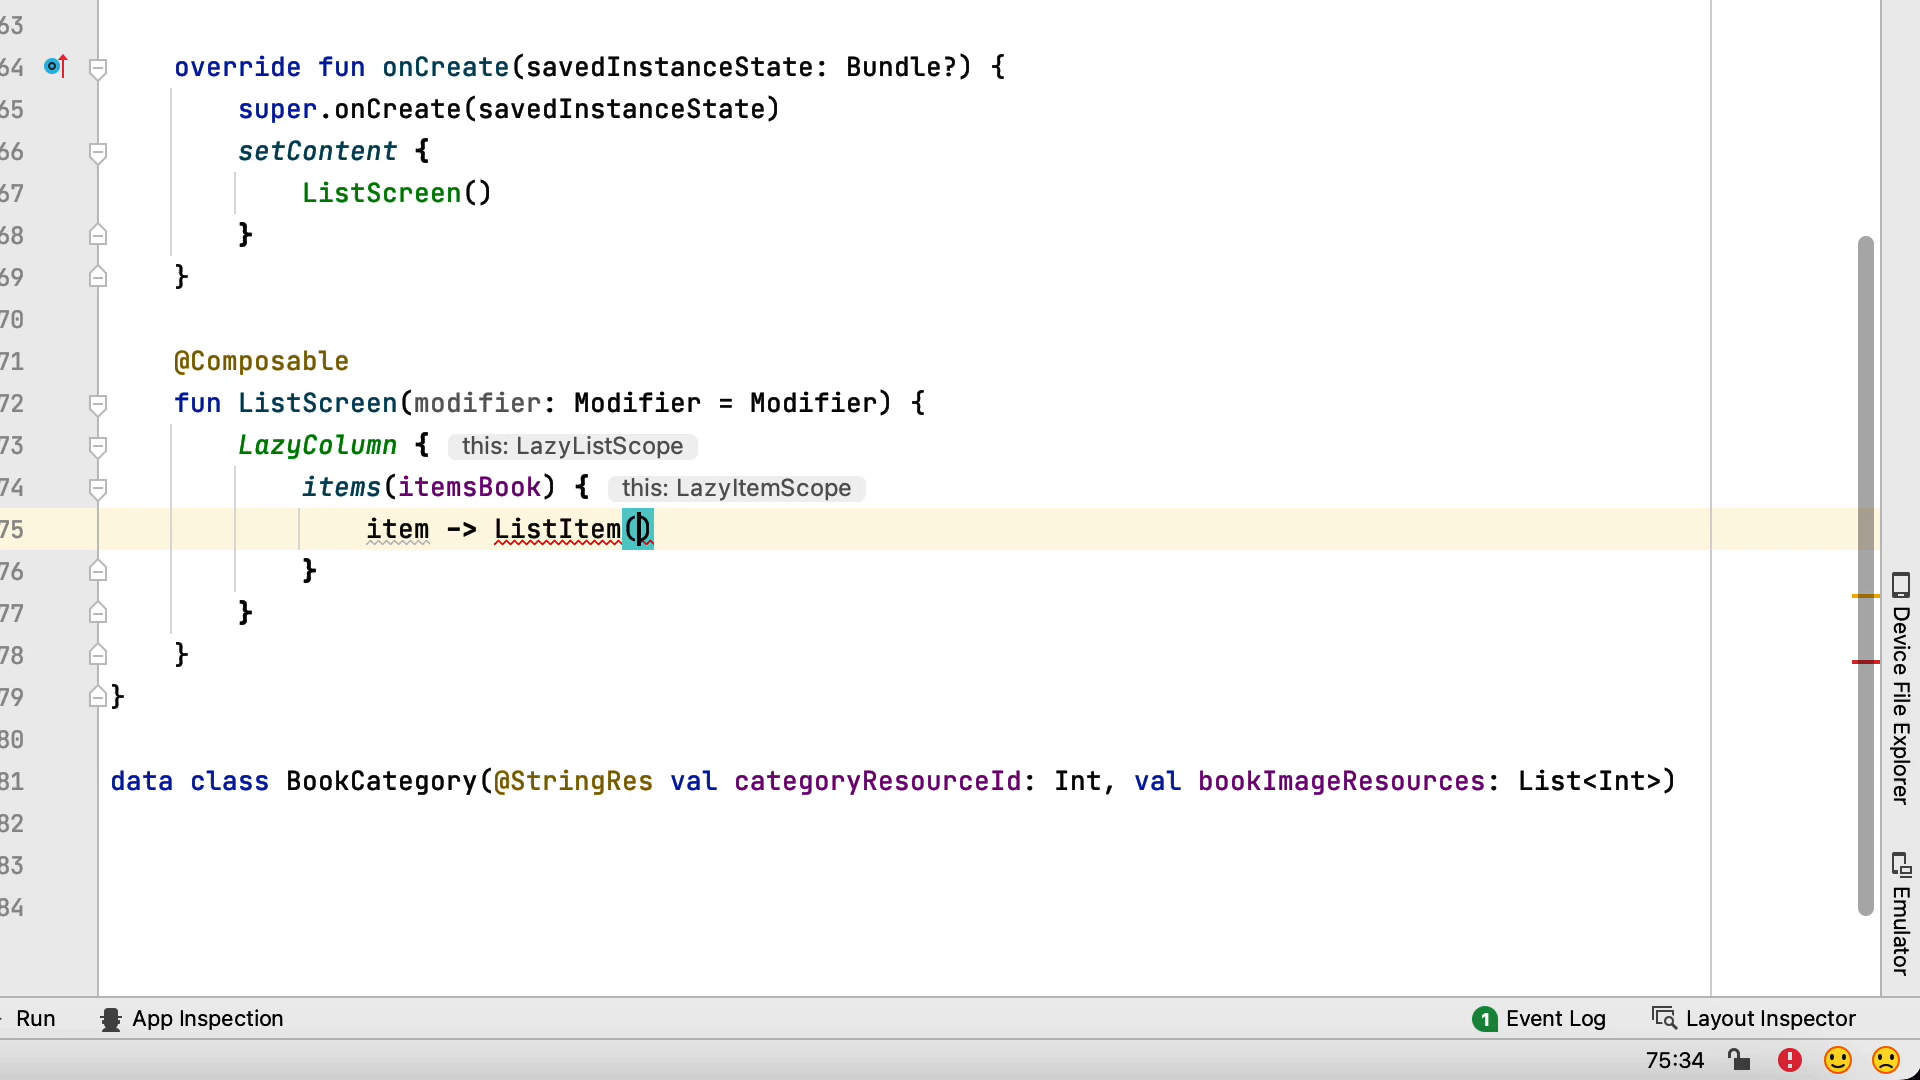 63
64 override fun onCreate(savedInstanceState: Bundle?) {
65 super.onCreate(savedInstanceState)
66 setContent {
67 ListScreen()
68 }
69 }
70
71 @Composable
72 fun ListScreen(modifier: Modifier = Modifier) {
73 LazyColumn { this: LazyListScope
74 items(itemsBook) { this: LazyItemScope
75 item -> ListItem()
76 }
77 }
78 }
79 }
80
81 data class BookCategory(@StringRes val categoryResourceId: Int, val bookImageResources: List<Int>)
82
83
84
Device File Explorer
Emulator
Run App Inspection 1 Event Log Layout Inspector
75:34